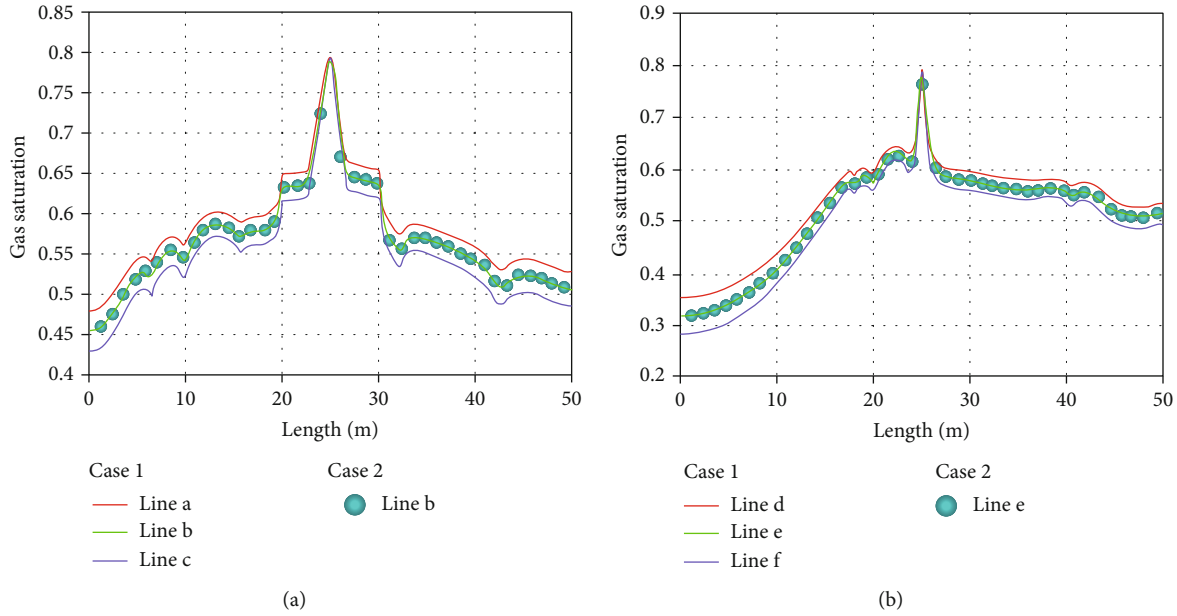 0.85
0.8
0.75
0.7
0.65
0.6
0.55
0.5
0.45
0.4
Gas saturation
0 10 20 30 40 50
Length (m)
Case 1
Line a
Line b
Line c
Case 2
Line b
(a)
0.9
0.8
0.7
0.6
0.5
0.4
0.3
0.2
Gas saturation
0 10 20 30 40 50
Length (m)
Case 1
Line d
Line e
Line f
Case 2
Line e
(b)